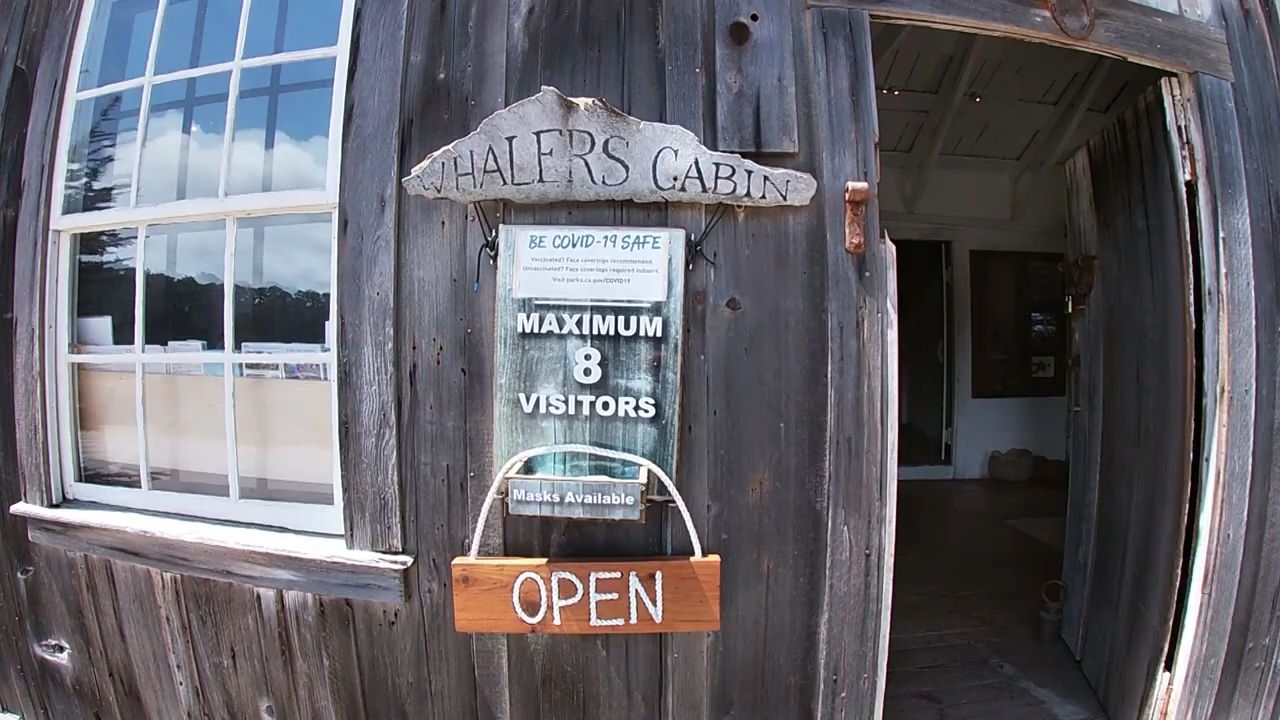 WHALERS CABIN
BE COVID-19 SAFE
Vaccinated? Face coverings recommended.
Unvaccinated? Face coverings required indoors.
Visit parks.ca.gov/COVID19
MAXIMUM
8
VISITORS
Masks Available
OPEN